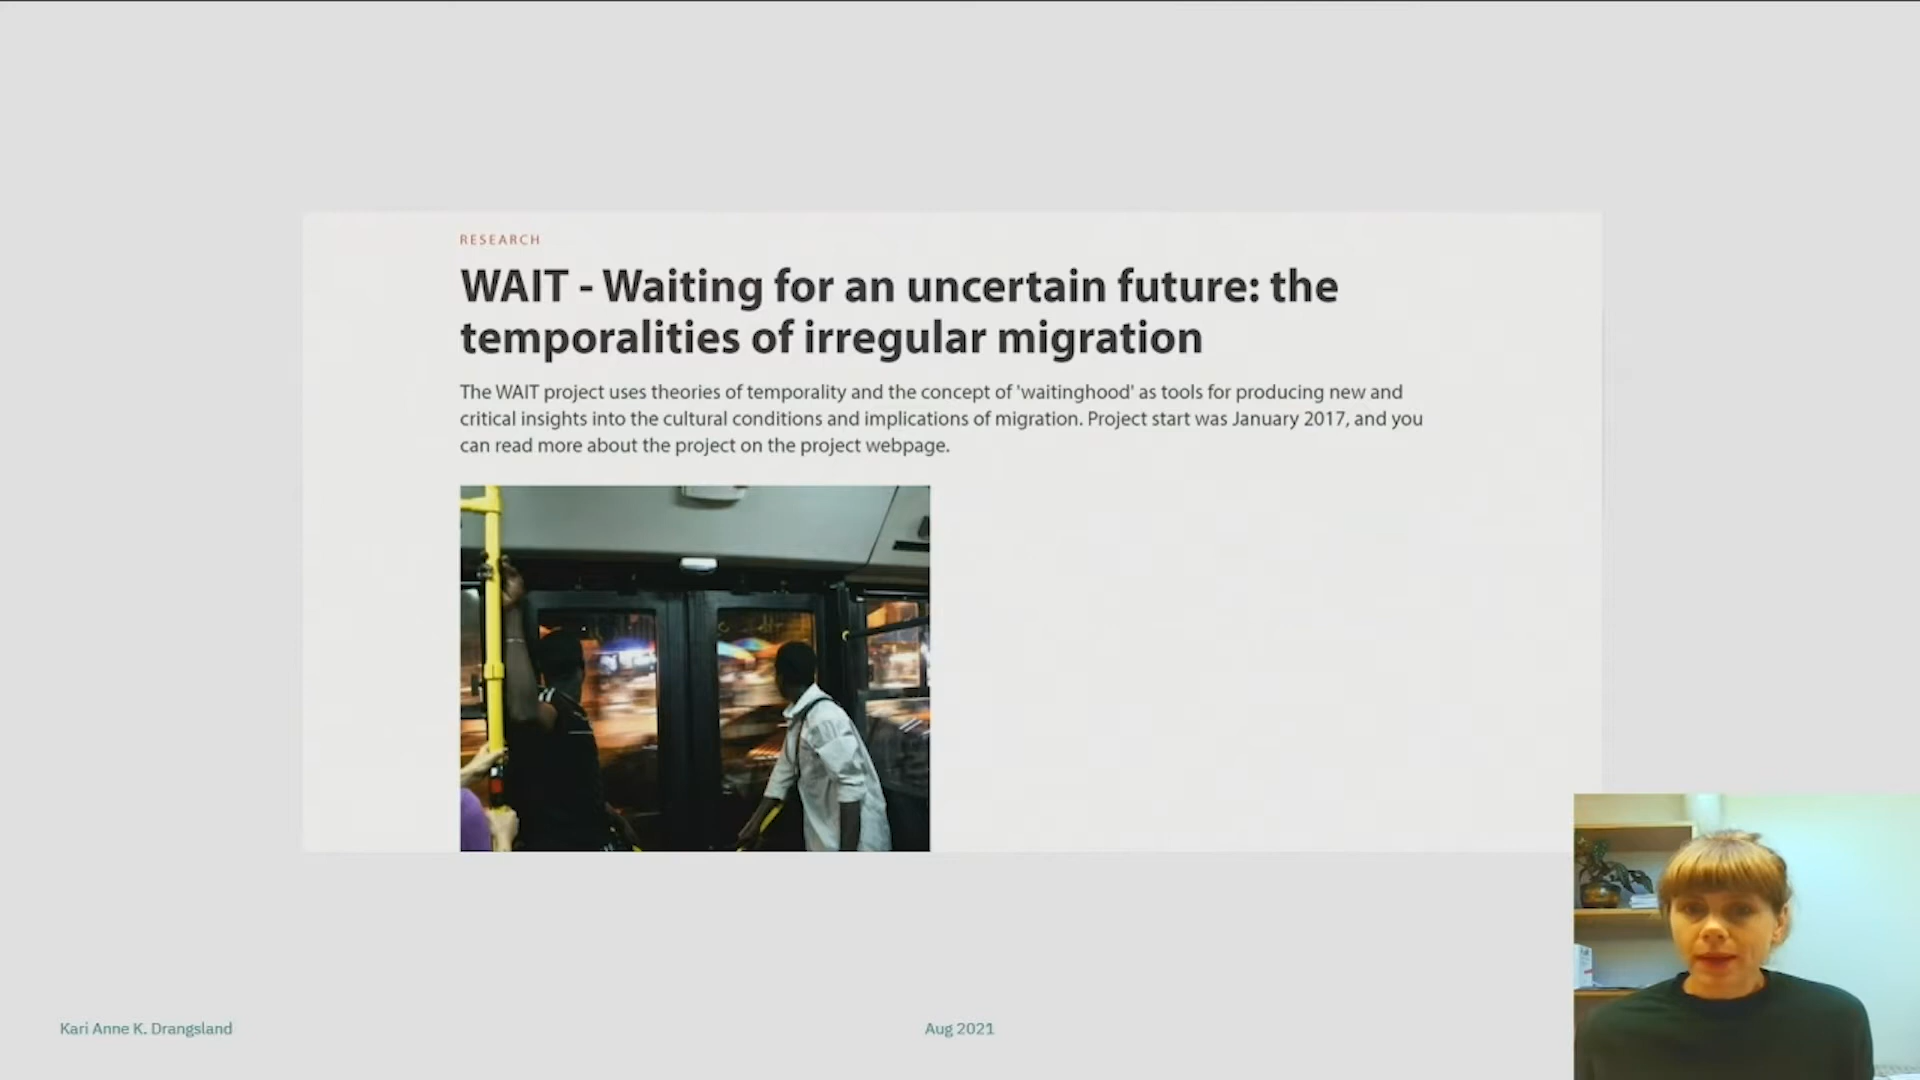 RESEARCH
WAIT - Waiting for an uncertain future: the
temporalities of irregular migration
The WAIT project uses theories of temporality and the concept of 'waitinghood' as tools for producing new and
critical insights into the cultural conditions and implications of migration. Project start was January 2017, and you
can read more about the project on the project webpage.
Kari Anne K. Drangsland
Aug 2021